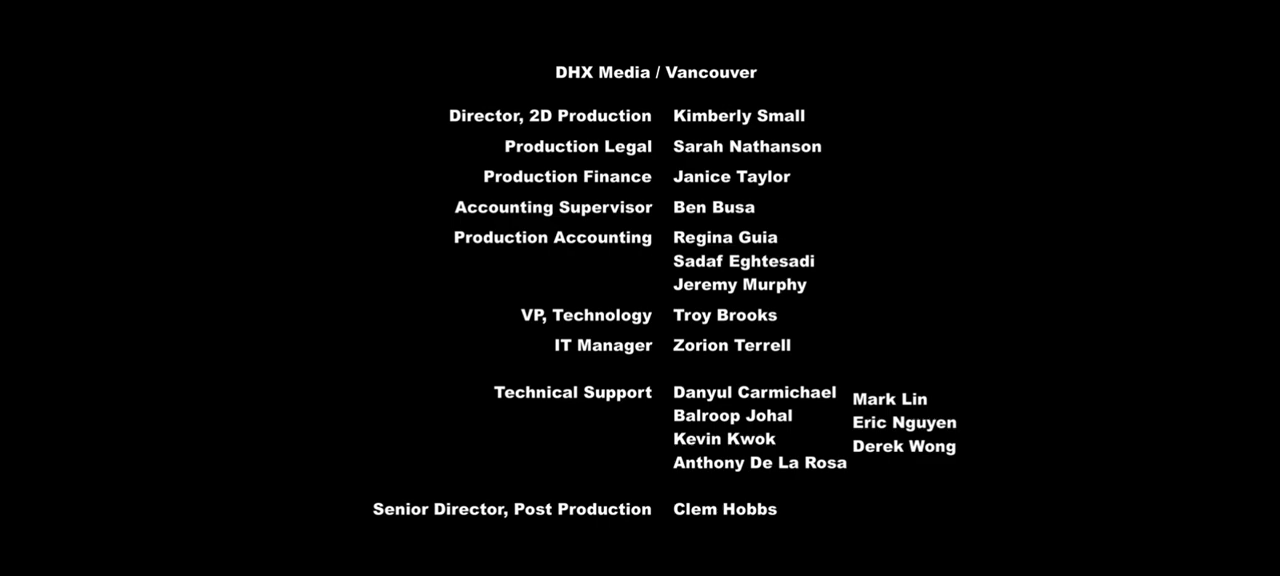 DHX Media / Vancouver
Director, 2D Production Kimberly Small
Production Legal Sarah Nathanson
Production Finance Janice Taylor
Accounting Supervisor Ben Busa
Production Accounting Regina Guia
Sadaf Eghtesadi
Jeremy Murphy
VP, Technology Troy Brooks
IT Manager Zorion Terrell
Technical Support Danyul Carmichael Mark Lin
Balroop Johal Eric Nguyen
Kevin Kwok Derek Wong
Anthony De La Rosa
Senior Director, Post Production Clem Hobbs